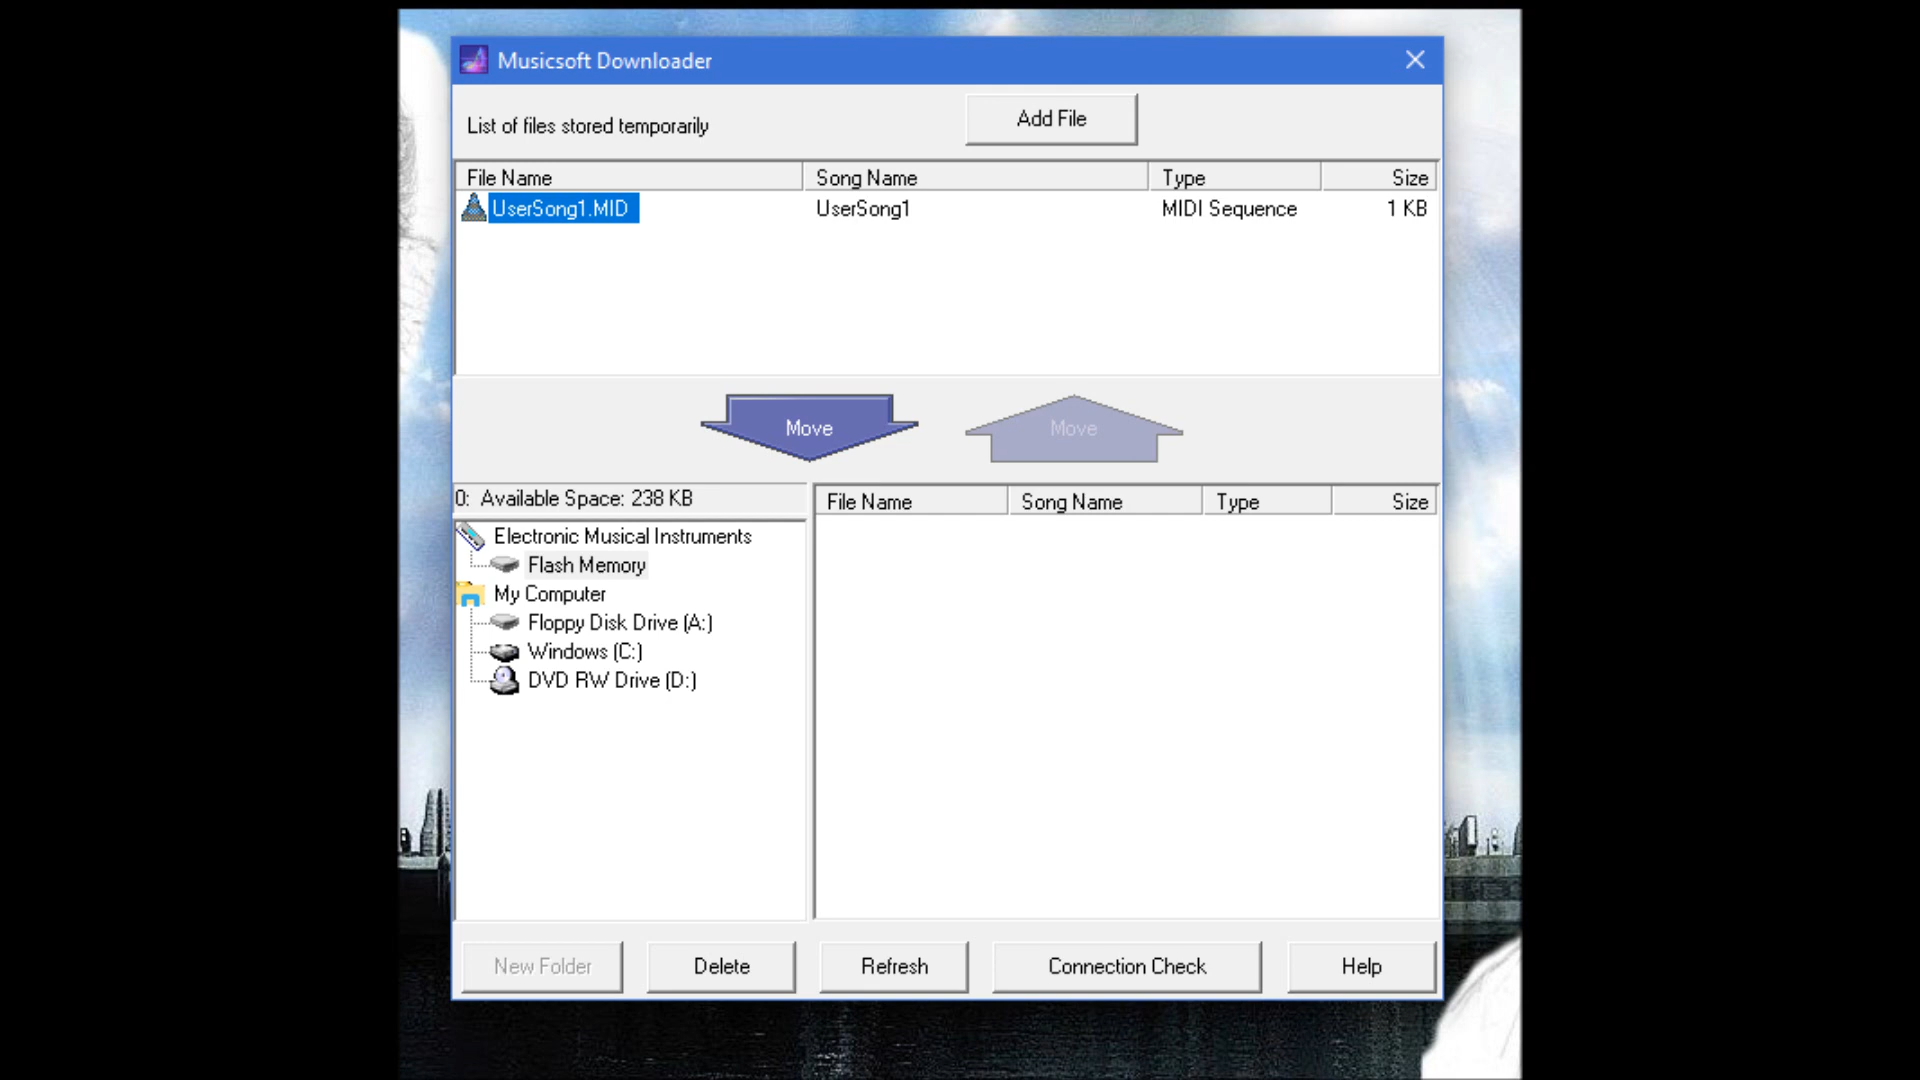 Musicsoft Downloader
List of files stored temporarily
Add File
File Name Song Name Type Size
UserSong1.MID UserSong1 MIDI Sequence 1 KB
Move Move
0: Available Space: 238 KB
File Name Song Name Type Size
Electronic Musical Instruments
Flash Memory
My Computer
Floppy Disk Drive (A:)
Windows (C:)
DVD RW Drive (D:)
New Folder Delete Refresh Connection Check Help